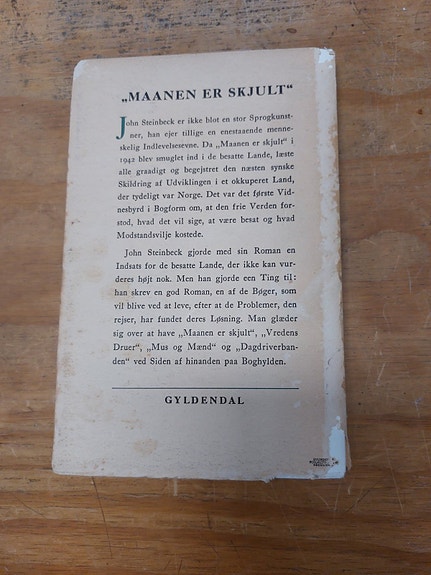 „MAANEN ER SKJULT“
John Steinbeck er ikke blot en stor Sprogkunst-
ner, han ejer tillige en enestaaende menne-
skelig Indlevelsesevne. Da „Maanen er skjult“ i
1942 blev smuglet ind i de besatte Lande, læste
alle graadigt og begejstret den næsten synske
Skildring af Udviklingen i et okkuperet Land,
der tydeligt var Norge. Det var det første Vid-
nesbyrd i Bogform om, at den frie Verden for-
stod, hvad det vil sige, at være besat og hvad
Modstandsvilje kostede.
John Steinbeck gjorde med sin Roman en
Indsats for de besatte Lande, der ikke kan vur-
deres højt nok. Men han gjorde een Ting til:
han skrev en god Roman, en af de Bøger, som
vil blive ved at leve, efter at de Problemer, den
rejser, har fundet deres Løsning. Man glæder
sig over at have „Maanen er skjult“, „Vredens
Druer“, „Mus og Mænd“ og „Dagdriverban-
den“ ved Siden af hinanden paa Boghylden.
GYLDENDAL